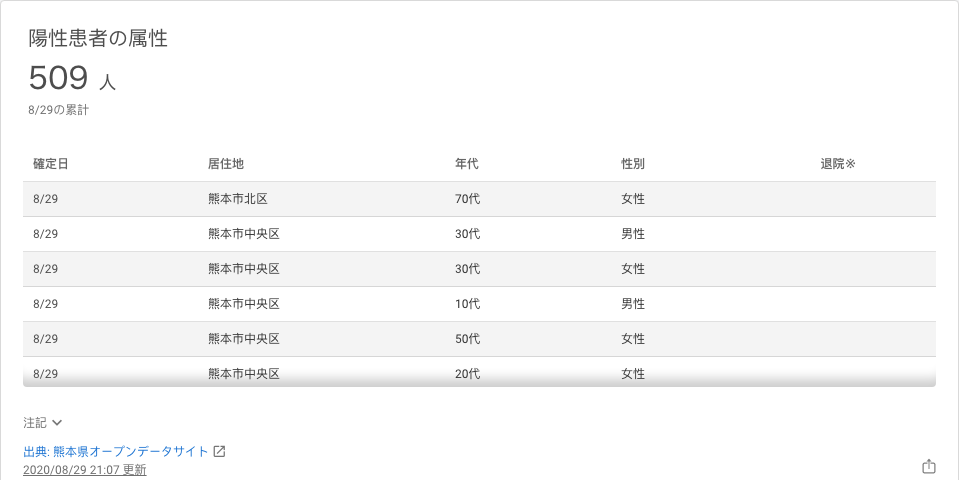 陽性患者の属性
509 人
8/29の累計
確定日 居住地 年代 性別 退院※
8/29 熊本市北区 70代 女性
8/29 熊本市中央区 30代 男性
8/29 熊本市中央区 30代 女性
8/29 熊本市中央区 10代 男性
8/29 熊本市中央区 50代 女性
8/29 熊本市中央区 20代 女性
注記
出典: 熊本県オープンデータサイト
2020/08/29 21:07 更新